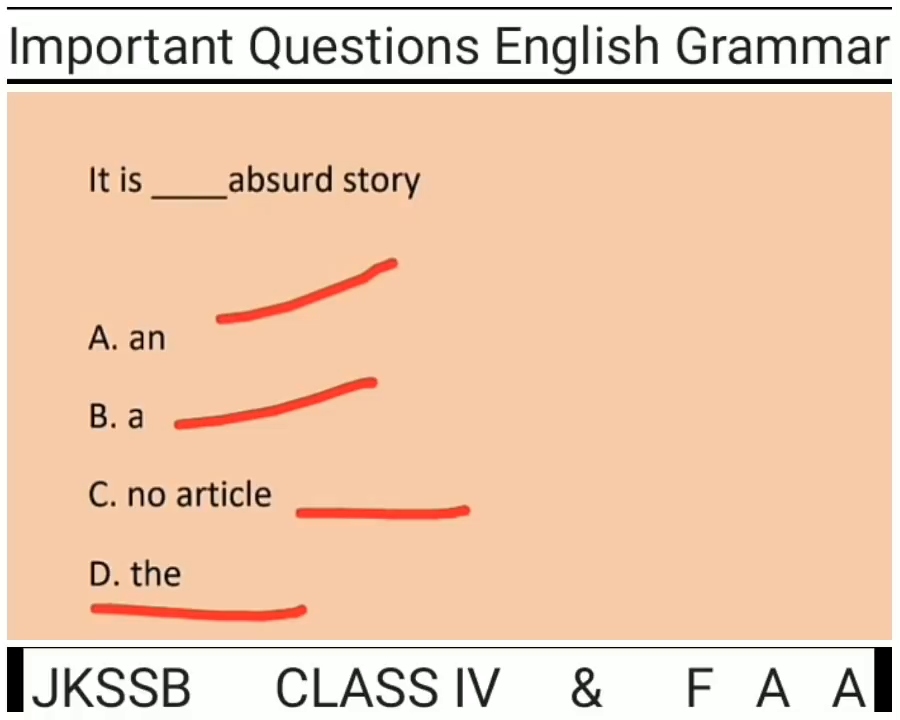 Important Questions English Grammar
It is ____absurd story
A. an
B. a
C. no article
D. the
JKSSB CLASS IV & F A A